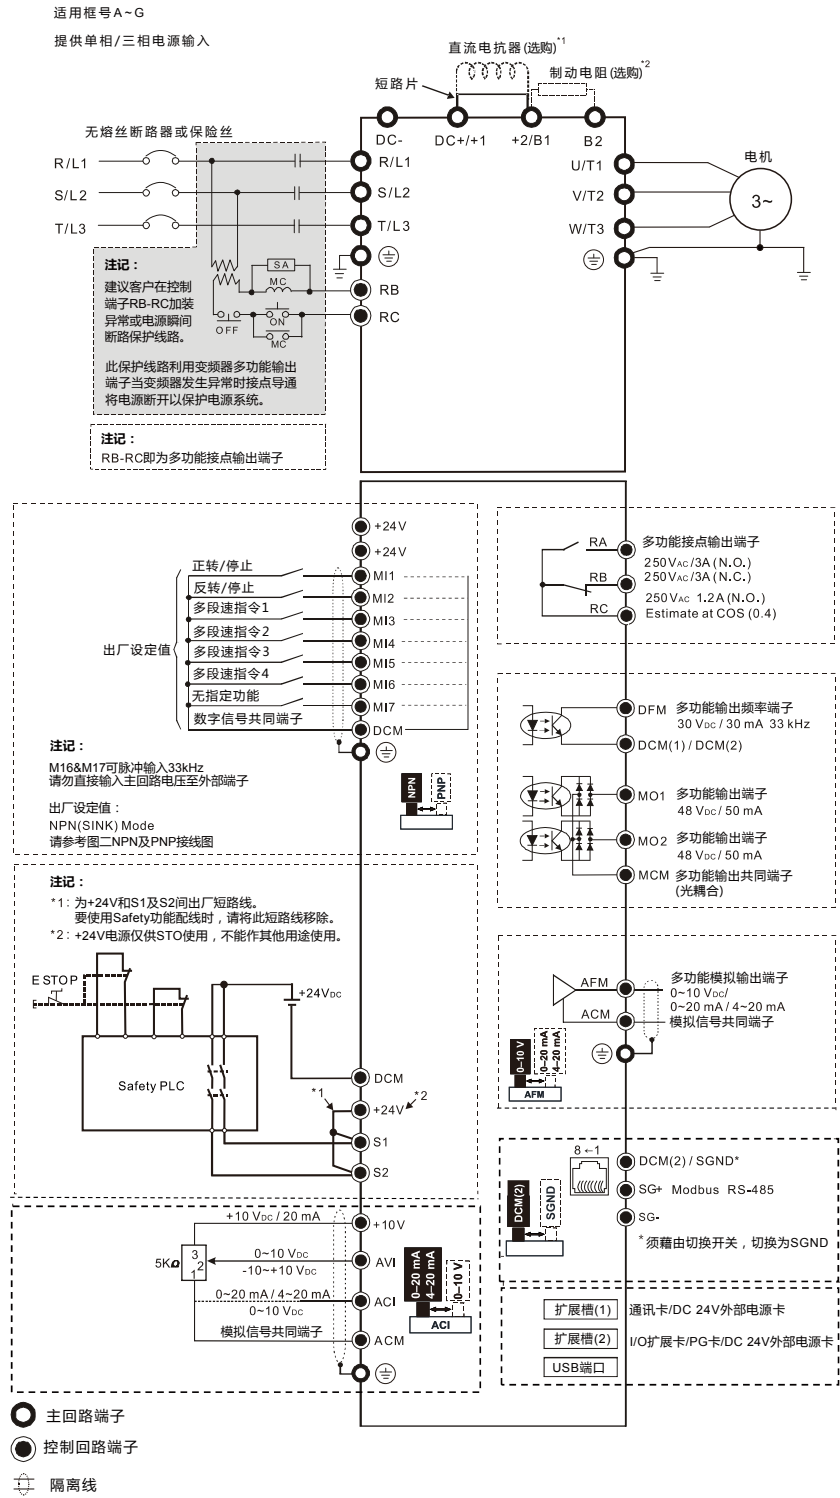 适用框号A~G
提供单相/三相电源输入
直流电抗器(选购)*1
制动电阻(选购)*2
短路片
无熔丝断路器或保险丝
DC-
DC+/+1
+2/B1
B2
R/L1
R/L1
U/T1
电机
S/L2
S/L2
V/T2
3~
T/L3
T/L3
W/T3
注记：
建议客户在控制
端子RB-RC加装
异常或电源瞬间
断路保护线路。
SA
MC
RB
OFF
ON
MC
RC
此保护线路利用变频器多功能输出
端子当变频器发生异常时接点导通
将电源断开以保护电源系统。
注记：
RB-RC即为多功能接点输出端子
+24V
+24V
出厂设定值
正转/停止
MI1
反转/停止
MI2
多段速指令1
MI3
多段速指令2
MI4
多段速指令3
MI5
多段速指令4
MI6
无指定功能
MI7
数字信号共同端子
DCM
注记：
M16&M17可脉冲输入33kHz
请勿直接输入主回路电压至外部端子
出厂设定值：
NPN(SINK) Mode
请参考图二NPN及PNP接线图
NPN
PNP
RA
多功能接点输出端子
250VAC/3A (N.O.)
RB
250VAC/3A (N.C.)
250VAC 1.2A (N.O.)
RC
Estimate at COS (0.4)
DFM
多功能输出频率端子
30 VDC / 30 mA 33 kHz
DCM(1) / DCM(2)
MO1
多功能输出端子
48 VDC / 50 mA
MO2
多功能输出端子
48 VDC / 50 mA
MCM
多功能输出共同端子
(光耦合)
注记：
*1：为+24V和S1及S2间出厂短路线。
要使用Safety功能配线时，请将此短路线移除。
*2：+24V电源仅供STO使用，不能作其他用途使用。
E STOP
+24VDC
Safety PLC
DCM
*1
+24V
*2
S1
S2
AFM
多功能模拟输出端子
0~10 VDC/
0~20 mA / 4~20 mA
ACM
模拟信号共同端子
0–10 V
0–20 mA
4–20 mA
AFM
8←1
DCM(2) / SGND*
SG+ Modbus RS-485
SG-
DCM(2)
SGND
*须藉由切换开关，切换为SGND
+10 VDC / 20 mA
+10V
5KΩ
3
2
1
0~10 VDC
-10~+10 VDC
AVI
0~20 mA / 4~20 mA
0~10 VDC
ACI
模拟信号共同端子
ACM
0–20 mA
4–20 mA
0–10 V
ACI
扩展槽(1)
通讯卡/DC 24V外部电源卡
扩展槽(2)
I/O扩展卡/PG卡/DC 24V外部电源卡
USB端口
主回路端子
控制回路端子
隔离线